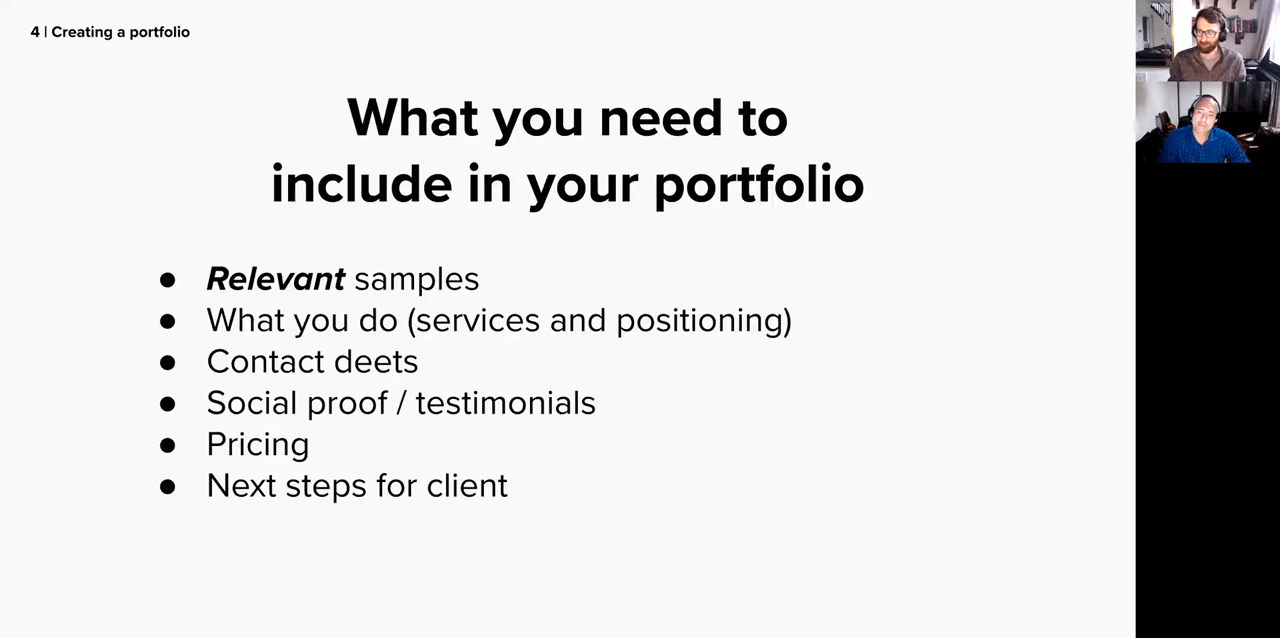 4 | Creating a portfolio
What you need to
include in your portfolio
● Relevant samples
● What you do (services and positioning)
● Contact deets
● Social proof / testimonials
● Pricing
● Next steps for client